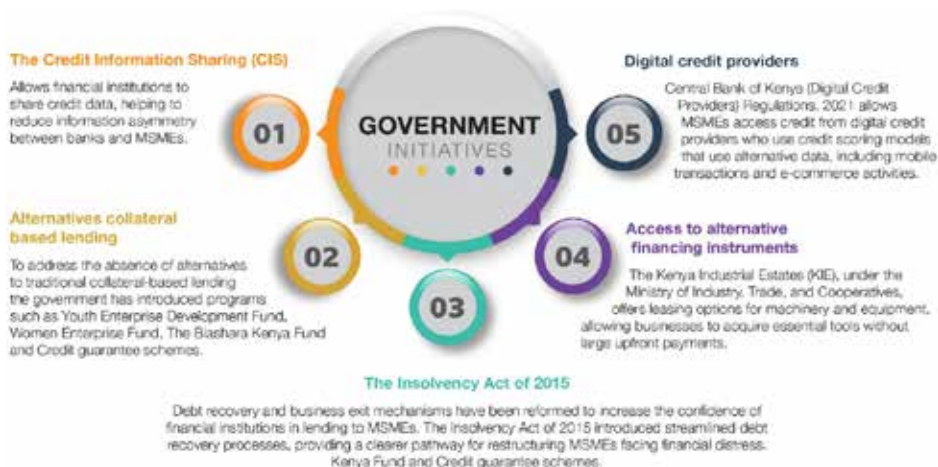 The Credit Information Sharing (CIS)
Allows financial institutions to
share credit data, helping to
reduce information asymmetry
between banks and MSMEs.
01
Alternatives collateral
based lending
To address the absence of alternatives
to traditional collateral-based lending
the government has introduced programs
such as Youth Enterprise Development Fund,
Women Enterprise Fund, The Biashara Kenya Fund
and Credit guarantee schemes.
02
GOVERNMENT
INITIATIVES
03
The Insolvency Act of 2015
Debt recovery and business exit mechanisms have been reformed to increase the confidence of
financial institutions in lending to MSMEs. The Insolvency Act of 2015 introduced streamlined debt
recovery processes, providing a clearer pathway for restructuring MSMEs facing financial distress.
Kenya Fund and Credit guarantee schemes.
04
Access to alternative
financing instruments
The Kenya Industrial Estates (KIE), under the
Ministry of Industry, Trade, and Cooperatives,
offers leasing options for machinery and equipment,
allowing businesses to acquire essential tools without
large upfront payments.
05
Digital credit providers
Central Bank of Kenya (Digital Credit
Providers) Regulations, 2021 allows
MSMEs access credit from digital credit
providers who use credit scoring models
that use alternative data, including mobile
transactions and e-commerce activities.